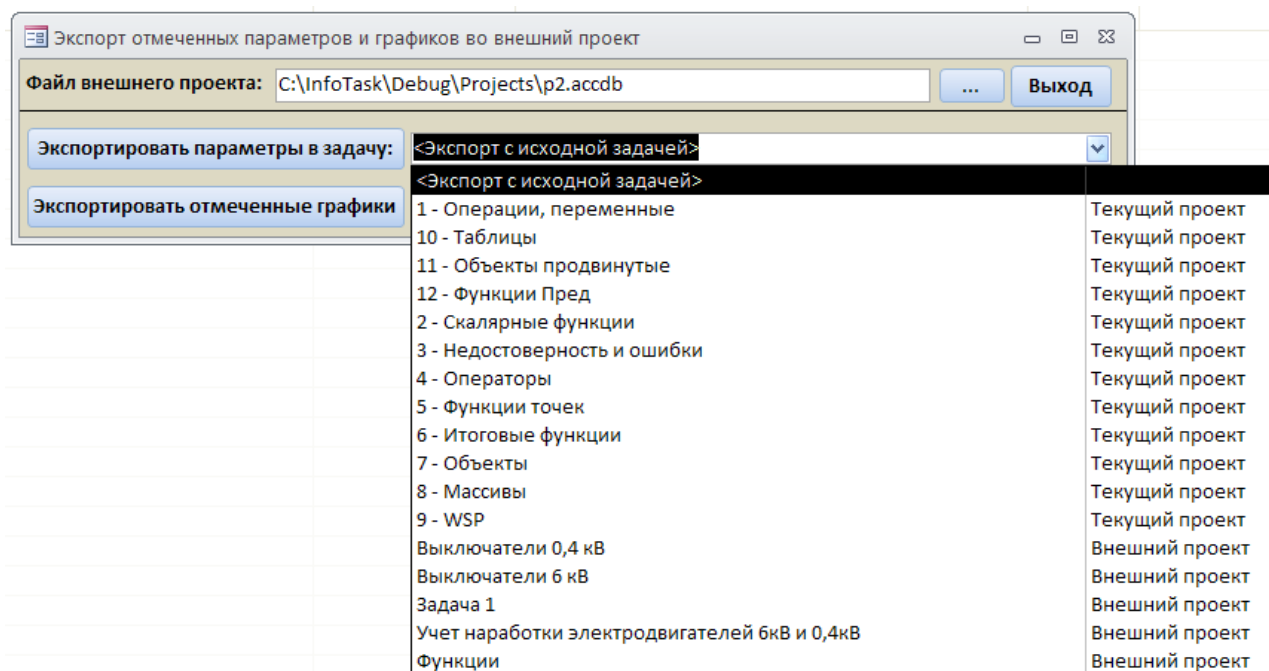 Экспорт отмеченных параметров и графиков во внешний проект
Файл внешнего проекта: C:\InfoTask\Debug\Projects\p2.accdb ... Выход
Экспортировать параметры в задачу: <Экспорт с исходной задачей>
<Экспорт с исходной задачей>
Экспортировать отмеченные графики
1 - Операции, переменные Текущий проект
10 - Таблицы Текущий проект
11 - Объекты продвинутые Текущий проект
12 - Функции Пред Текущий проект
2 - Скалярные функции Текущий проект
3 - Недостоверность и ошибки Текущий проект
4 - Операторы Текущий проект
5 - Функции точек Текущий проект
6 - Итоговые функции Текущий проект
7 - Объекты Текущий проект
8 - Массивы Текущий проект
9 - WSP Текущий проект
Выключатели 0,4 кВ Внешний проект
Выключатели 6 кВ Внешний проект
Задача 1 Внешний проект
Учет наработки электродвигателей 6кВ и 0,4кВ Внешний проект
Функции Внешний проект